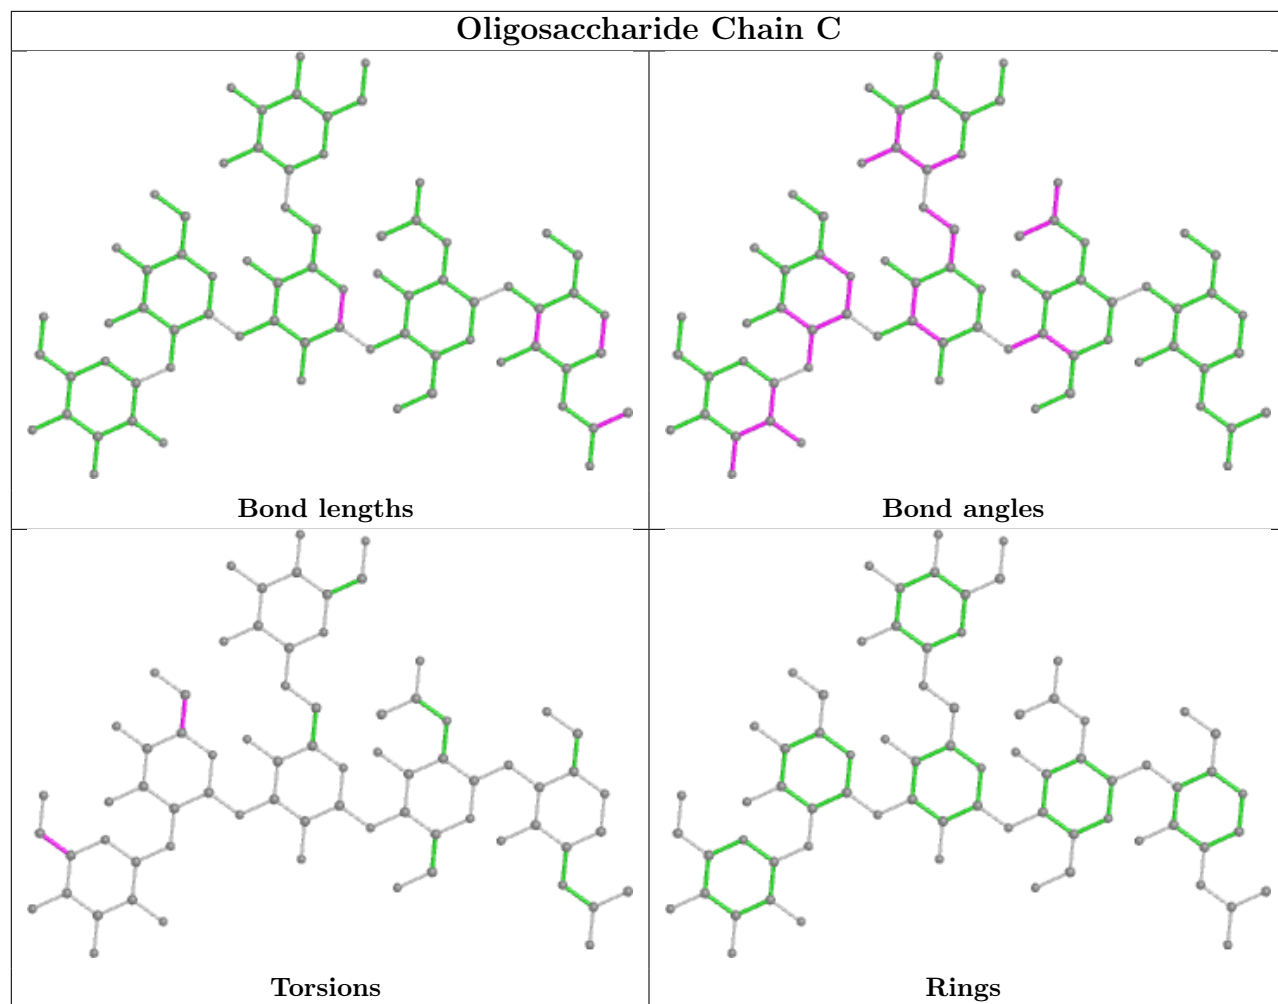 Oligosaccharide Chain C
Bond lengths
Bond angles
Torsions
Rings